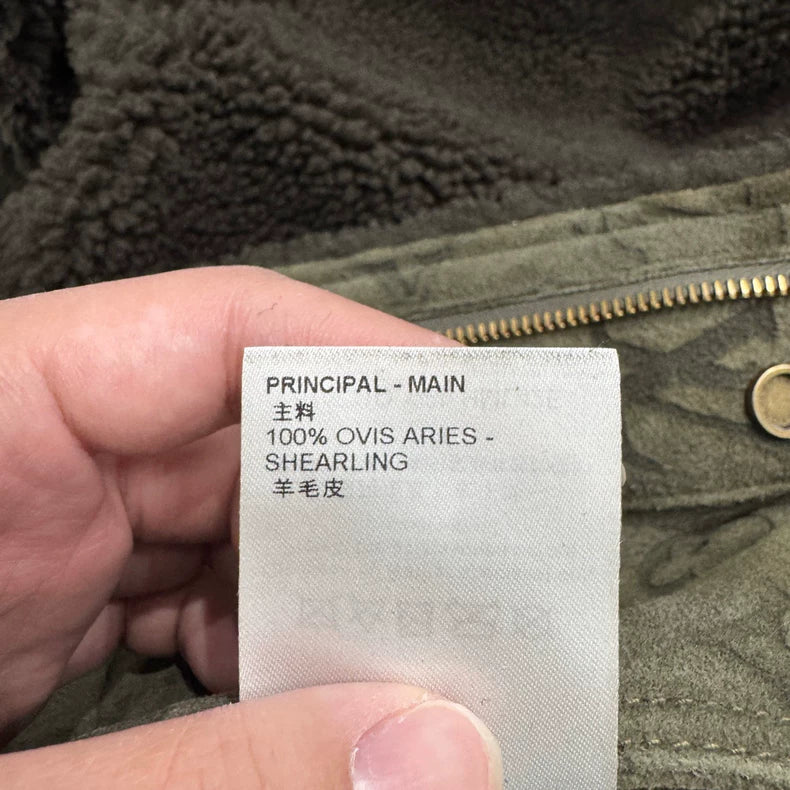 PRINCIPAL - MAIN
主料
100% OVIS ARIES -
SHEARLING
羊毛皮